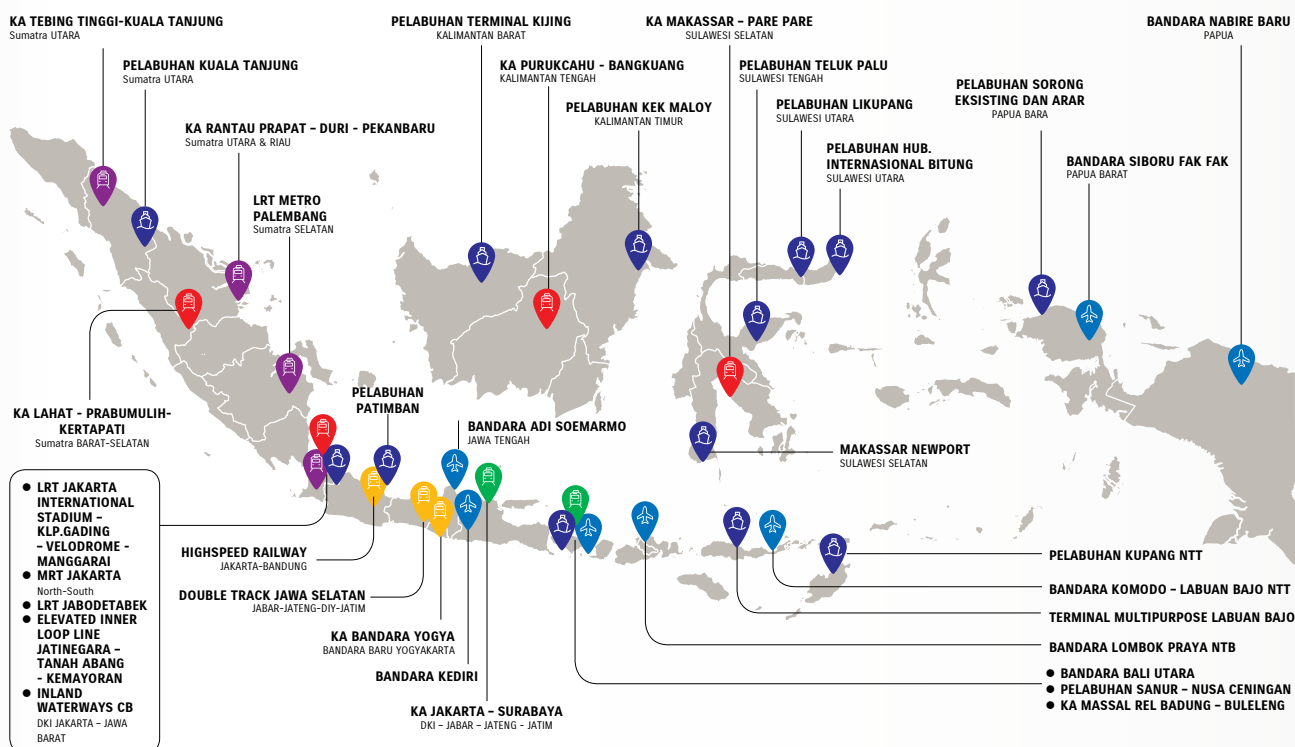 KA TEBING TINGGI-KUALA TANJUNG
Sumatra UTARA
PELABUHAN KUALA TANJUNG
Sumatra UTARA
KA RANTAU PRAPAT – DURI - PEKANBARU
Sumatra UTARA & RIAU
LRT METRO
PALEMBANG
Sumatra SELATAN
PELABUHAN TERMINAL KIJING
KALIMANTAN BARAT
KA PURUKCAHU - BANGKUANG
KALIMANTAN TENGAH
PELABUHAN KEK MALOY
KALIMANTAN TIMUR
KA MAKASSAR – PARE PARE
SULAWESI SELATAN
PELABUHAN TELUK PALU
SULAWESI TENGAH
PELABUHAN LIKUPANG
SULAWESI UTARA
PELABUHAN HUB.
INTERNASIONAL BITUNG
SULAWESI UTARA
PELABUHAN SORONG
EKSISTING DAN ARAR
PAPUA BARA
BANDARA SIBORU FAK FAK
PAPUA BARAT
BANDARA NABIRE BARU
PAPUA
KA LAHAT - PRABUMULIH-
KERTAPATI
Sumatra BARAT-SELATAN
PELABUHAN
PATIMBAN
BANDARA ADI SOEMARMO
JAWA TENGAH
MAKASSAR NEWPORT
SULAWESI SELATAN
● LRT JAKARTA
INTERNATIONAL
STADIUM –
KLP.GADING
– VELODROME -
MANGGARAI
● MRT JAKARTA
North-South
● LRT JABODETABEK
● ELEVATED INNER
LOOP LINE
JATINEGARA –
TANAH ABANG
- KEMAYORAN
● INLAND
WATERWAYS CB
DKI JAKARTA – JAWA
BARAT
HIGHSPEED RAILWAY
JAKARTA-BANDUNG
DOUBLE TRACK JAWA SELATAN
JABAR-JATENG-DIY-JATIM
KA BANDARA YOGYA
BANDARA BARU YOGYAKARTA
BANDARA KEDIRI
KA JAKARTA – SURABAYA
DKI – JABAR – JATENG - JATIM
PELABUHAN KUPANG NTT
BANDARA KOMODO – LABUAN BAJO NTT
TERMINAL MULTIPURPOSE LABUAN BAJO
BANDARA LOMBOK PRAYA NTB
● BANDARA BALI UTARA
● PELABUHAN SANUR – NUSA CENINGAN
● KA MASSAL REL BADUNG – BULELENG